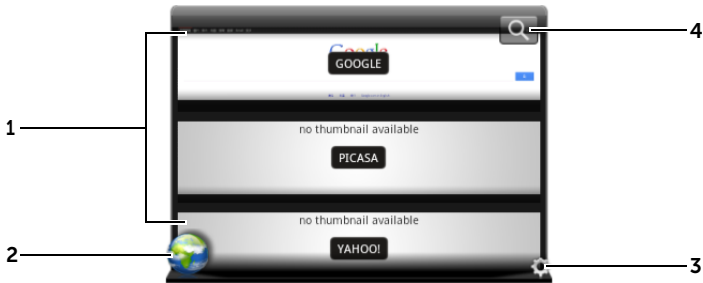 4
Google
GOOGLE
no thumbnail available
1
PICASA
no thumbnail available
YAHOO!
2
3